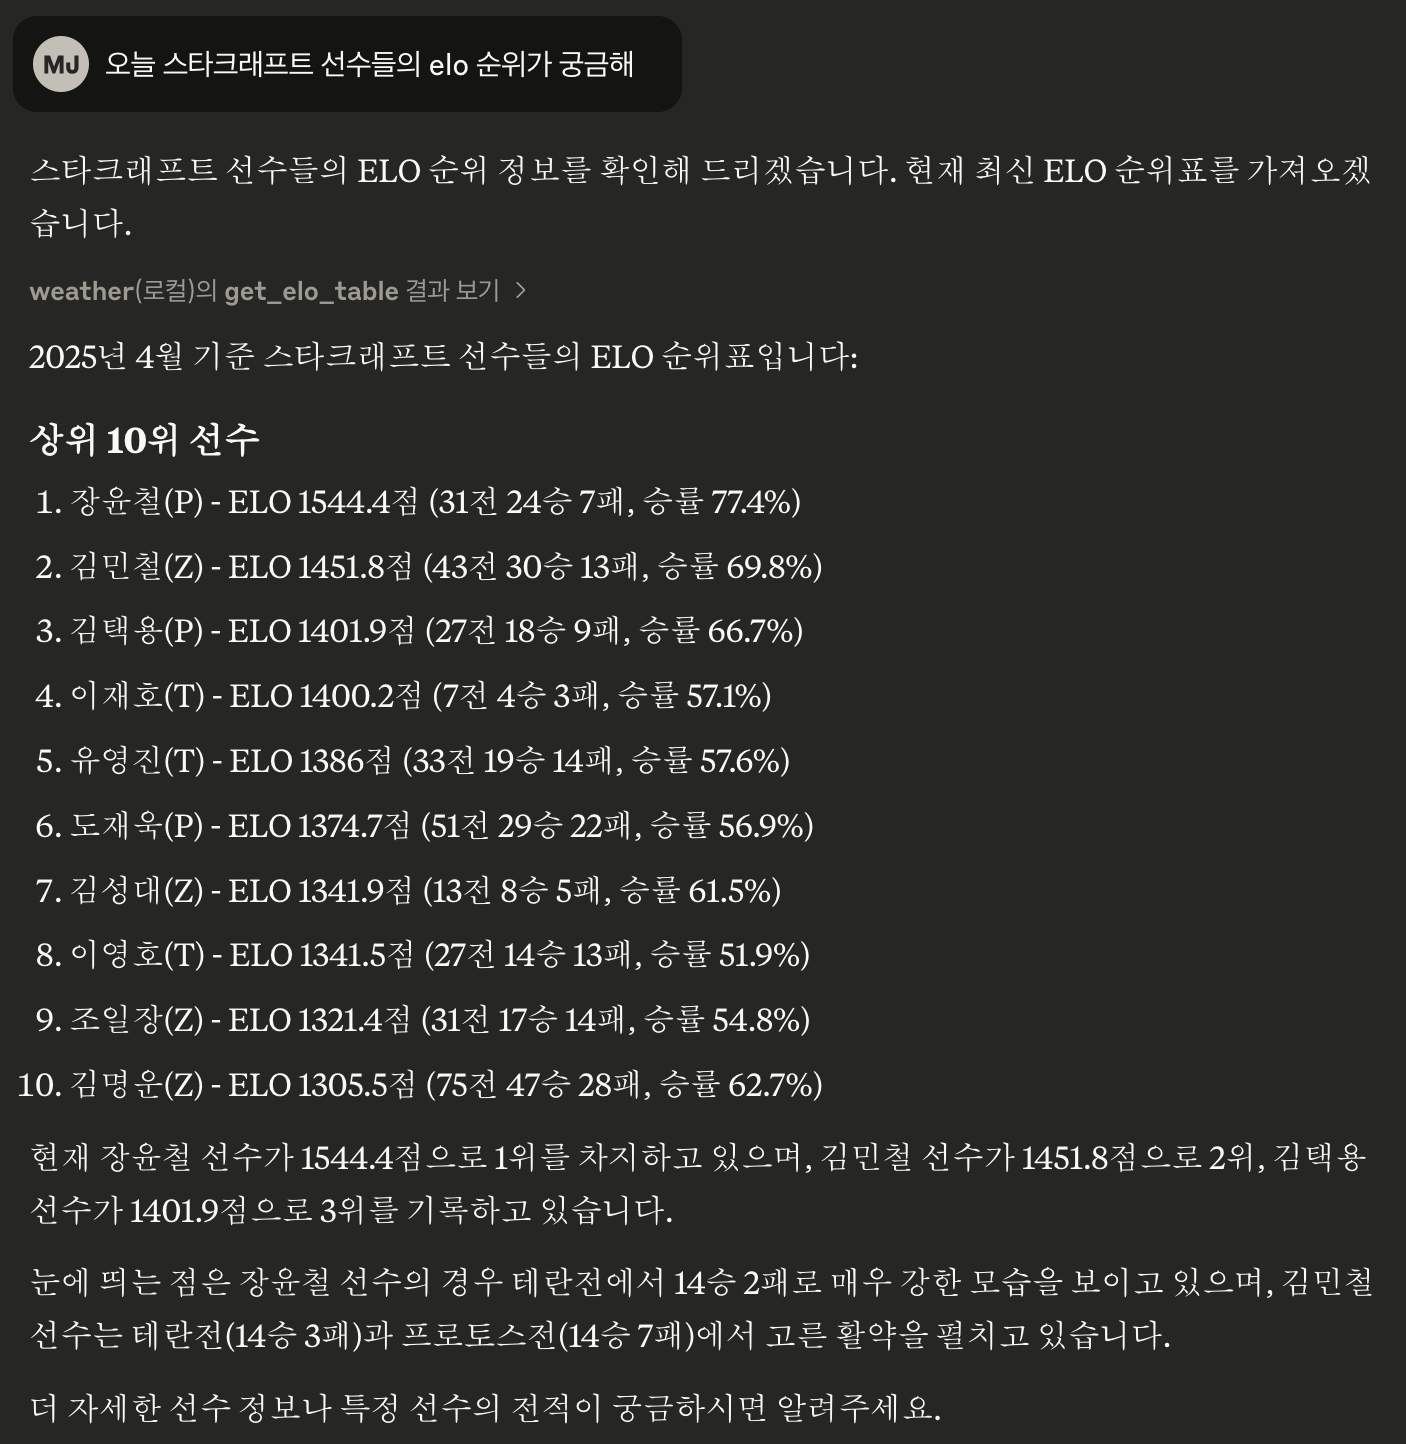 MJ 오늘 스타크래프트 선수들의 elo 순위가 궁금해
스타크래프트 선수들의 ELO 순위 정보를 확인해 드리겠습니다. 현재 최신 ELO 순위표를 가져오겠
습니다.
weather(로컬)의 get_elo_table 결과 보기 >
2025년 4월 기준 스타크래프트 선수들의 ELO 순위표입니다:
상위 10위 선수
1. 장윤철(P) - ELO 1544.4점 (31전 24승 7패, 승률 77.4%)
2. 김민철(Z) - ELO 1451.8점 (43전 30승 13패, 승률 69.8%)
3. 김택용(P) - ELO 1401.9점 (27전 18승 9패, 승률 66.7%)
4. 이재호(T) - ELO 1400.2점 (7전 4승 3패, 승률 57.1%)
5. 유영진(T) - ELO 1386점 (33전 19승 14패, 승률 57.6%)
6. 도재욱(P) - ELO 1374.7점 (51전 29승 22패, 승률 56.9%)
7. 김성대(Z) - ELO 1341.9점 (13전 8승 5패, 승률 61.5%)
8. 이영호(T) - ELO 1341.5점 (27전 14승 13패, 승률 51.9%)
9. 조일장(Z) - ELO 1321.4점 (31전 17승 14패, 승률 54.8%)
10. 김명운(Z) - ELO 1305.5점 (75전 47승 28패, 승률 62.7%)
현재 장윤철 선수가 1544.4점으로 1위를 차지하고 있으며, 김민철 선수가 1451.8점으로 2위, 김택용
선수가 1401.9점으로 3위를 기록하고 있습니다.
눈에 띄는 점은 장윤철 선수의 경우 테란전에서 14승 2패로 매우 강한 모습을 보이고 있으며, 김민철
선수는 테란전(14승 3패)과 프로토스전(14승 7패)에서 고른 활약을 펼치고 있습니다.
더 자세한 선수 정보나 특정 선수의 전적이 궁금하시면 알려주세요.